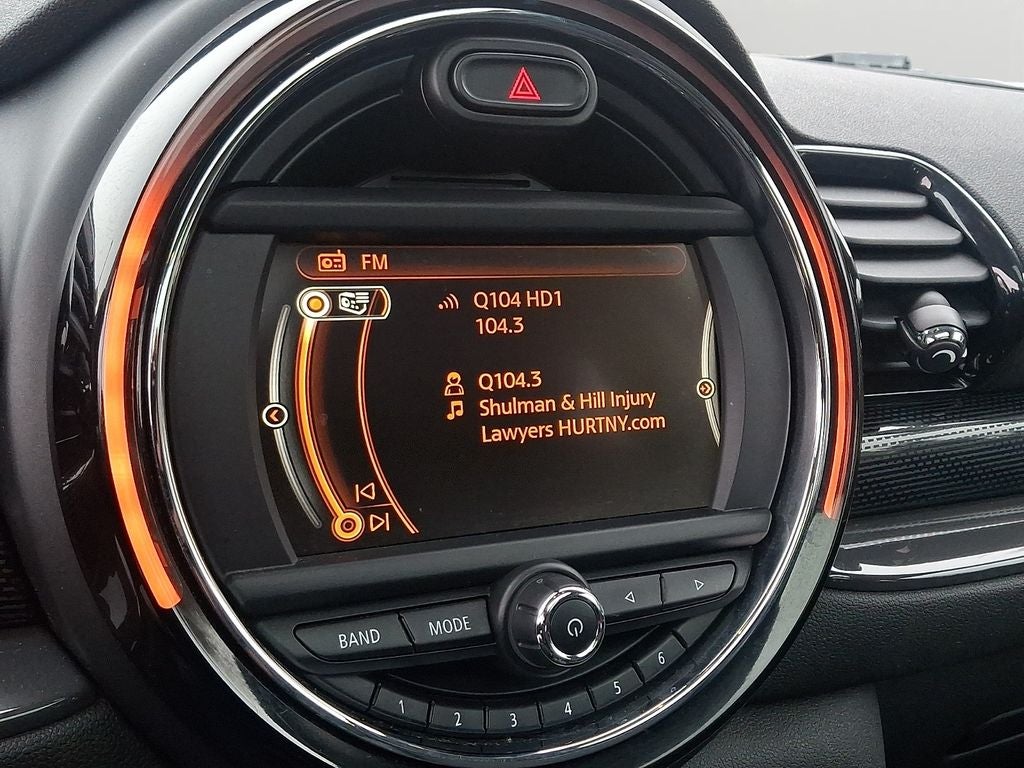 FM
Q104 HD1
104.3
Q104.3
Shulman & Hill Injury
Lawyers HURTNY.com
BAND
MODE
1
2
3
4
5
6